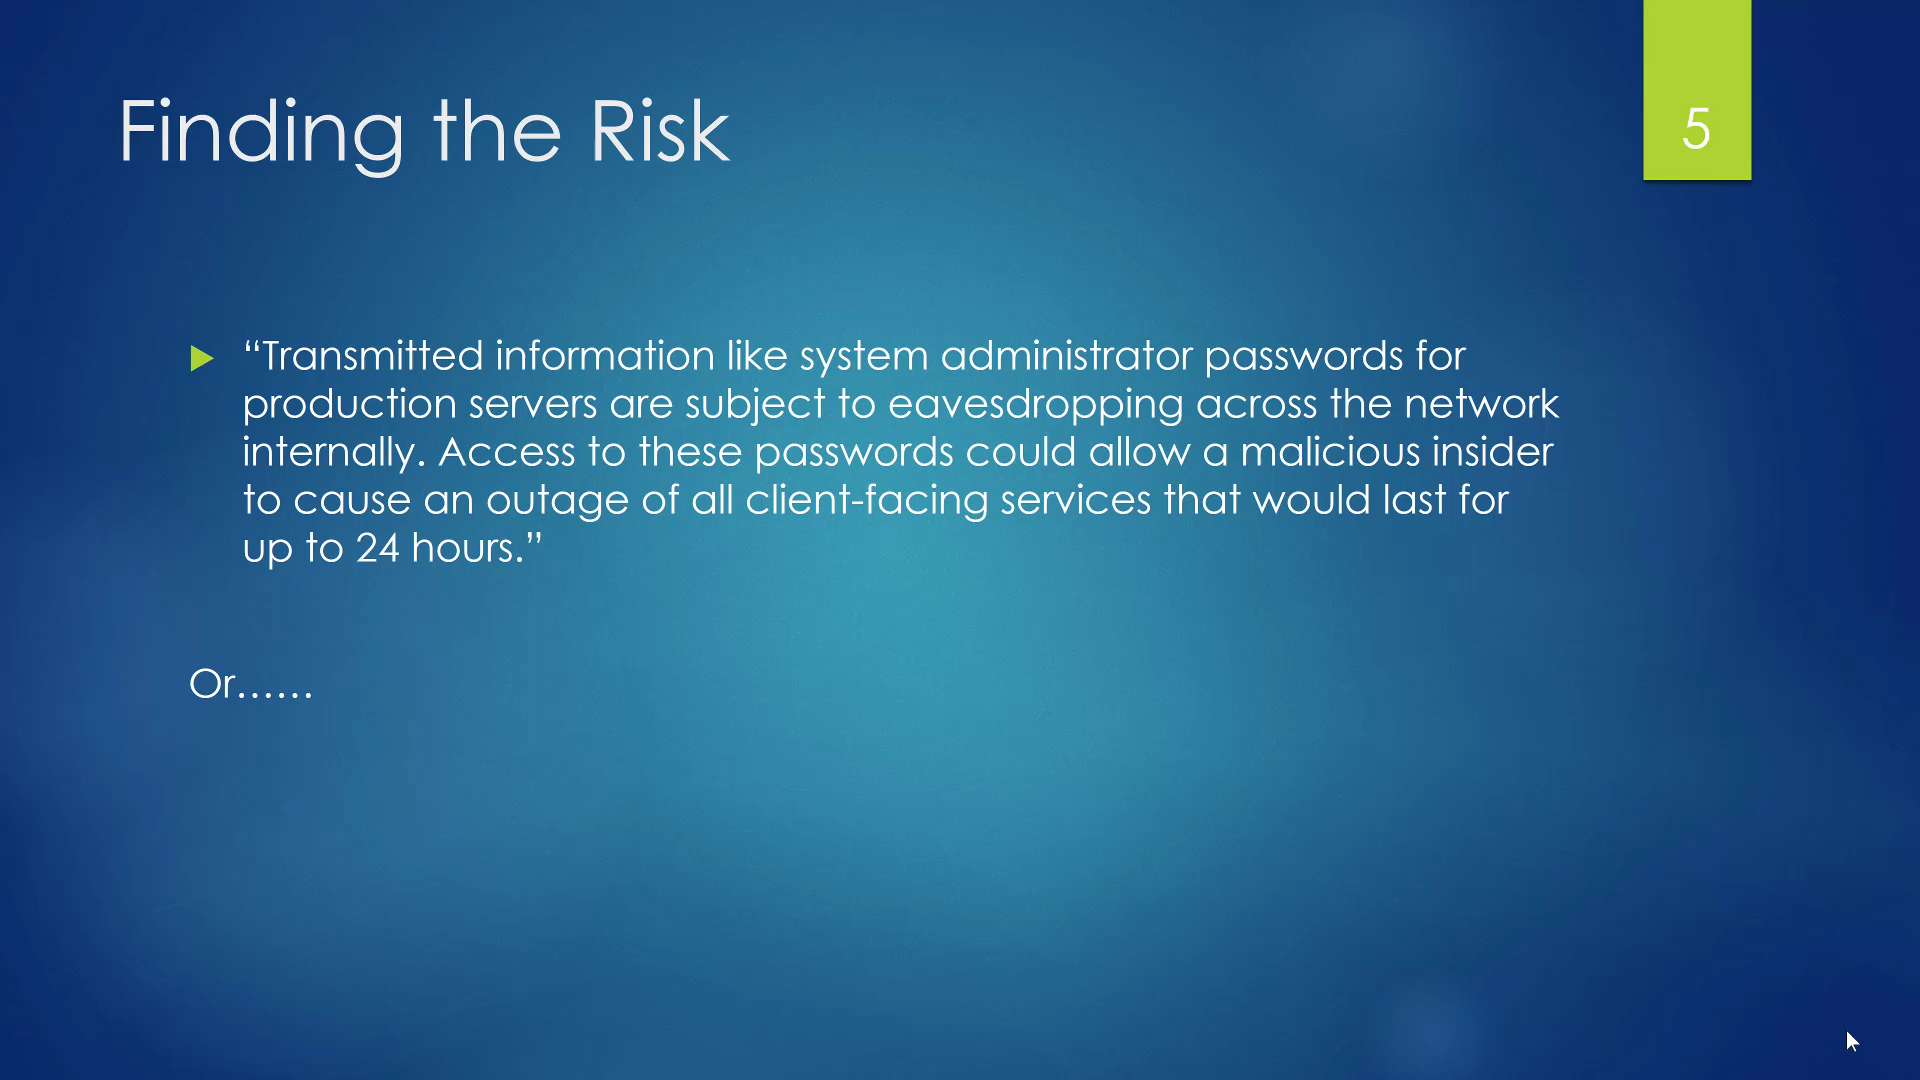 Finding the Risk
5
“Transmitted information like system administrator passwords for
production servers are subject to eavesdropping across the network
internally. Access to these passwords could allow a malicious insider
to cause an outage of all client-facing services that would last for
up to 24 hours.”
Or......